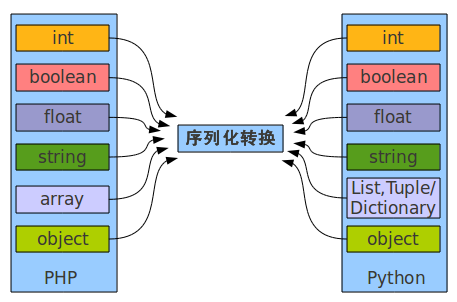 int
boolean
float
string
array
object
PHP
序列化转换
int
boolean
float
string
List,Tuple/
Dictionary
object
Python